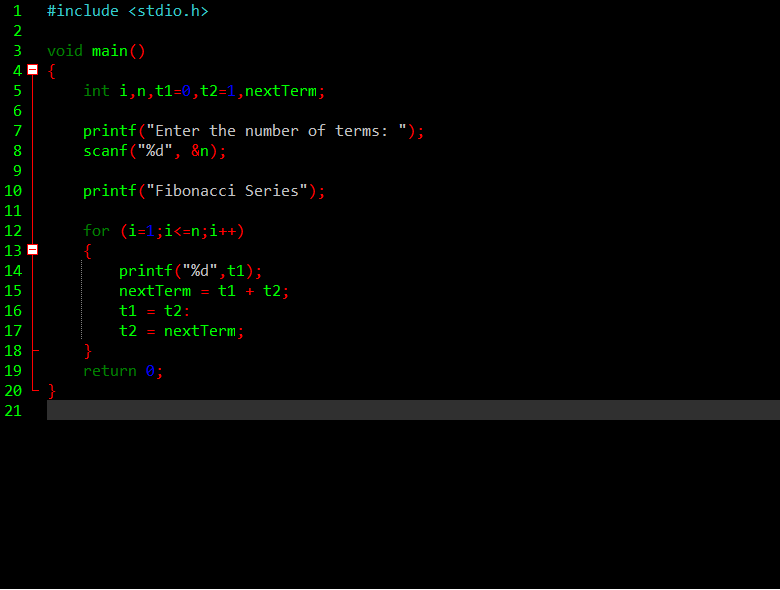 1 #include <stdio.h>
2
3 void main()
4 {
5 int i,n,t1=0,t2=1,nextTerm;
6
7 printf("Enter the number of terms: ");
8 scanf("%d", &n);
9
10 printf("Fibonacci Series");
11
12 for (i=1;i<=n;i++)
13 {
14 printf("%d",t1);
15 nextTerm = t1 + t2;
16 t1 = t2:
17 t2 = nextTerm;
18 }
19 return 0;
20 }
21